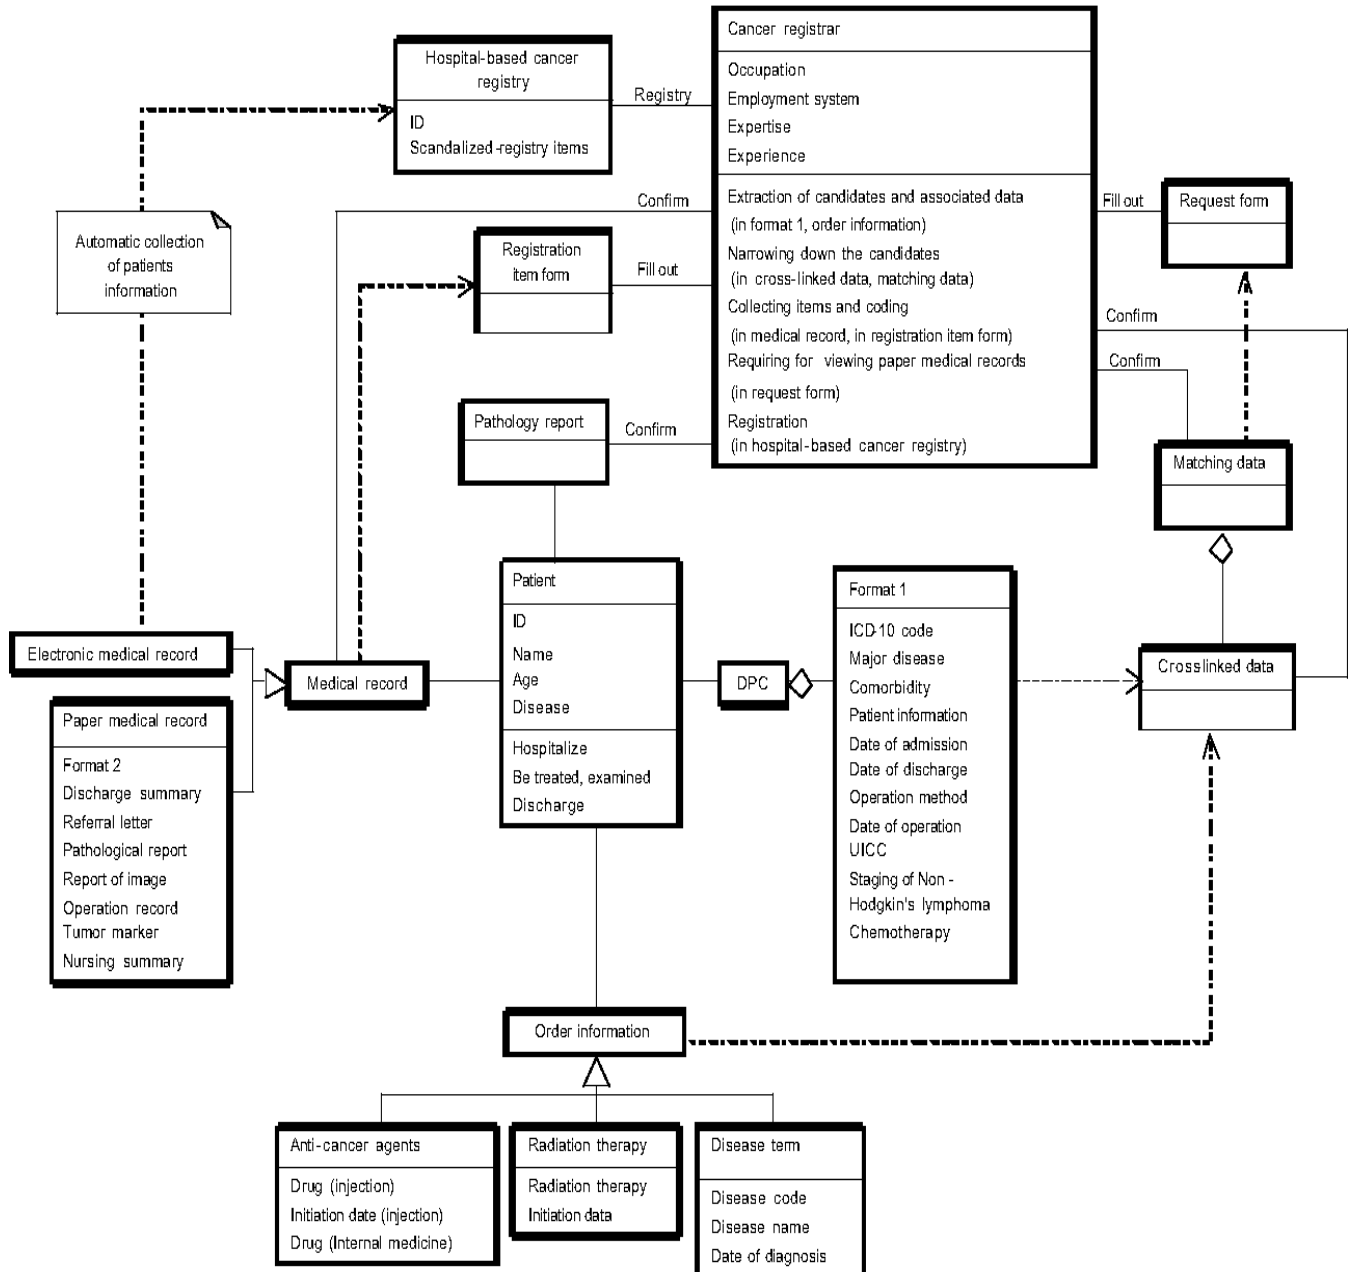 Cancer registrar
Occupation
Employment system
Expertise
Experience
Extraction of candidates and associated data
(in format 1, order information)
Narrowing down the candidates
(in cross-linked data, matching data)
Collecting items and coding
(in medical record, in registration item form)
Requiring for viewing paper medical records
(in request form)
Registration
(in hospital-based cancer registry)
Hospital-based cancer
registry
ID
Scandalized-registry items
Registry
Confirm
Registration
item form
Fill out
Pathology report
Confirm
Fill out
Request form
Confirm
Confirm
Matching data
Automatic collection
of patients
information
Electronic medical record
Paper medical record
Format 2
Discharge summary
Referral letter
Pathological report
Report of image
Operation record
Tumor marker
Nursing summary
Medical record
Patient
ID
Name
Age
Disease
Hospitalize
Be treated, examined
Discharge
DPC
Format 1
ICD-10 code
Major disease
Comorbidity
Patient information
Date of admission
Date of discharge
Operation method
Date of operation
UICC
Staging of Non -
Hodgkin's lymphoma
Chemotherapy
Crosslinked data
Order information
Anti-cancer agents
Drug (injection)
Initiation date (injection)
Drug (Internal medicine)
Radiation therapy
Radiation therapy
Initiation data
Disease term
Disease code
Disease name
Date of diagnosis